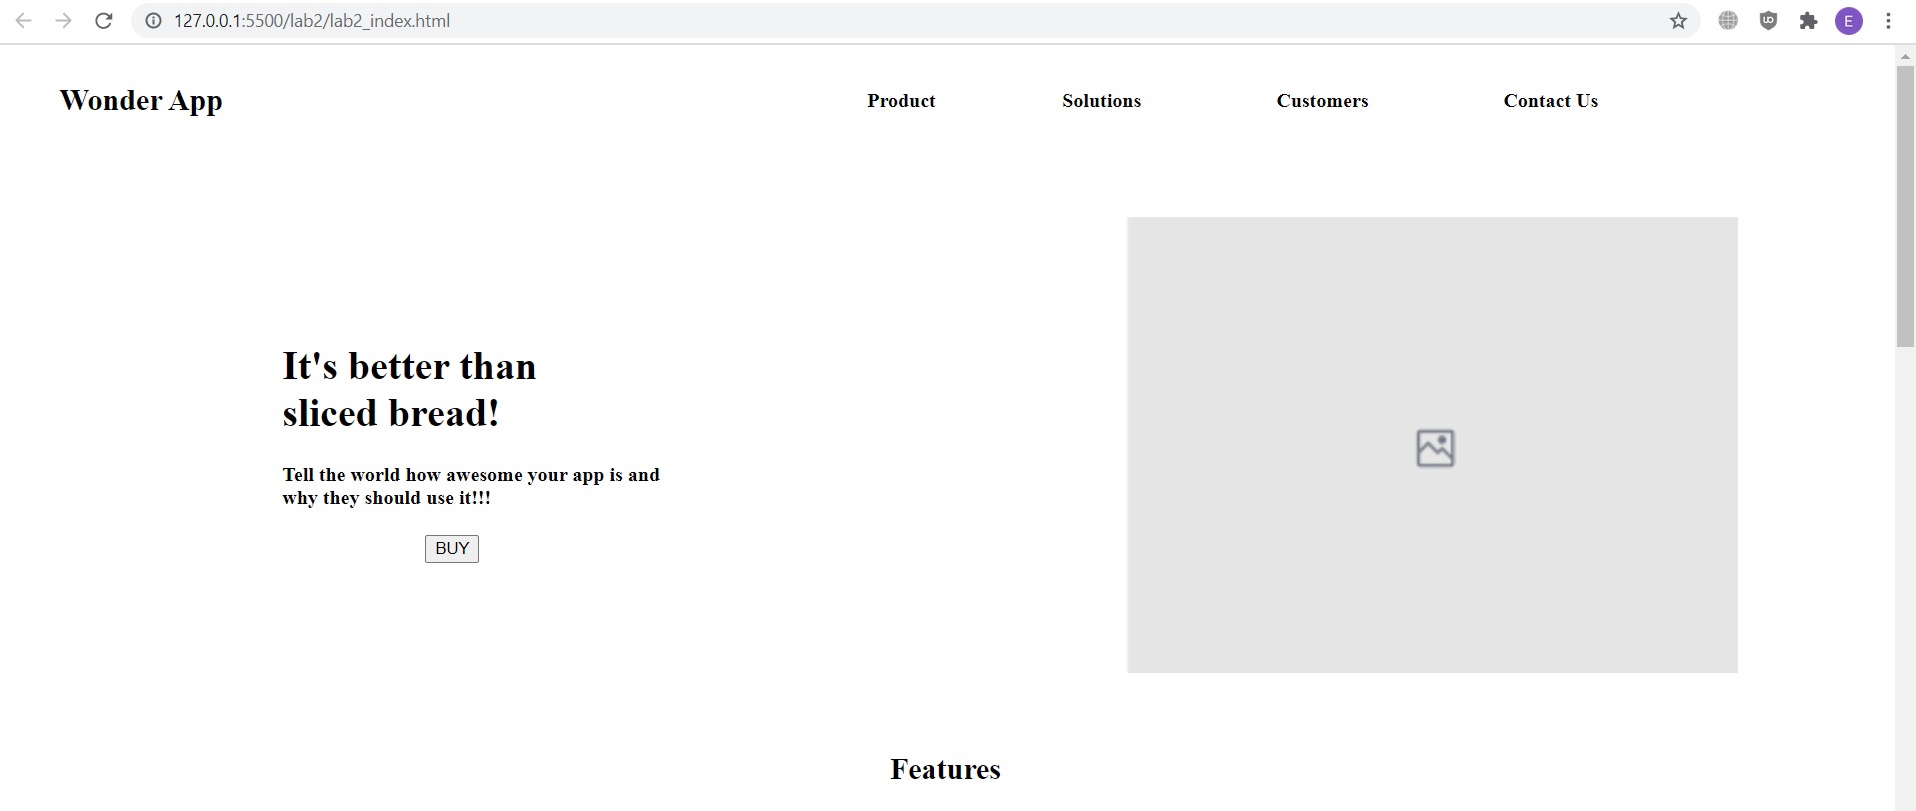 127.0.0.1:5500/lab2/lab2_index.html
E
Wonder App
Product Solutions Customers Contact Us
It's better than
sliced bread!
Tell the world how awesome your app is and
why they should use it!!!
BUY
Features